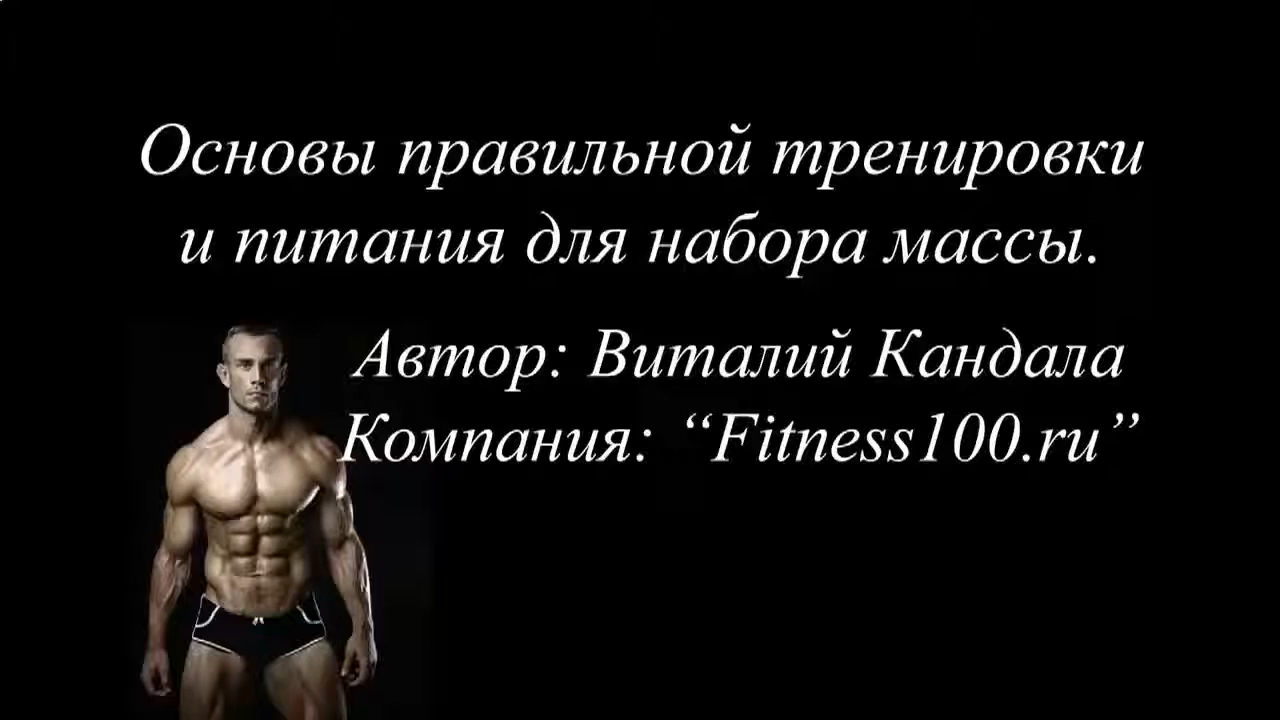 Основы правильной тренировки
и питания для набора массы.
Автор: Виталий Кандала
Компания: “Fitness100.ru”